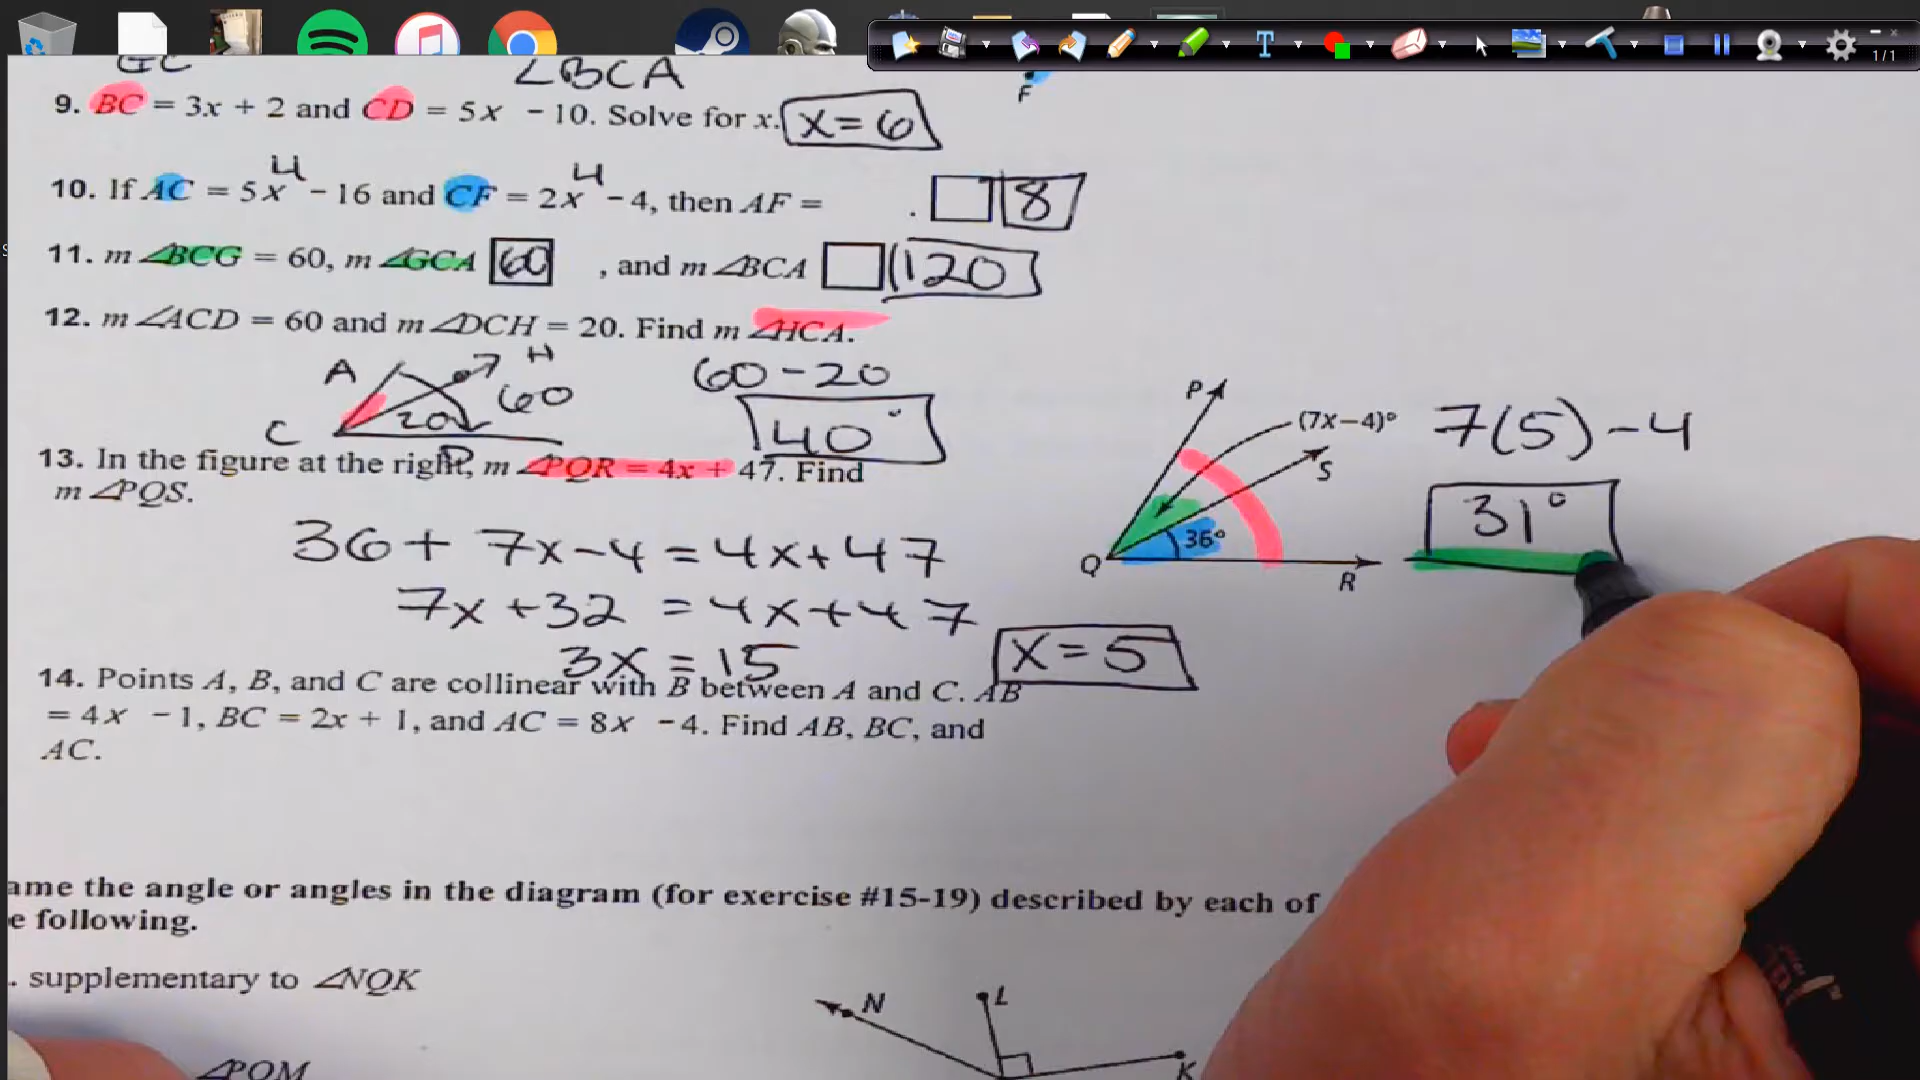 1/1
∠BCA
F
9. BC = 3x + 2 and CD = 5x - 10. Solve for x. x = 6
4 4
10. If AC = 5x - 16 and CF = 2x - 4, then AF = . 8
11. m∠BCG = 60, m∠GCA 60 , and m∠BCA 120
12. m∠ACD = 60 and m∠DCH = 20. Find m∠HCA.
A H 60 20 C D
60 - 20
40°
13. In the figure at the right, m∠PQR = 4x + 47. Find
m∠PQS.
P (7x-4)° S 36° Q R
7(5) - 4
31°
36 + 7x - 4 = 4x + 47
7x + 32 = 4x + 47
3x = 15
x = 5
14. Points A, B, and C are collinear with B between A and C. AB
= 4x - 1, BC = 2x + 1, and AC = 8x - 4. Find AB, BC, and
AC.
ame the angle or angles in the diagram (for exercise #15-19) described by each of
e following.
. supplementary to ∠NQK
N L K